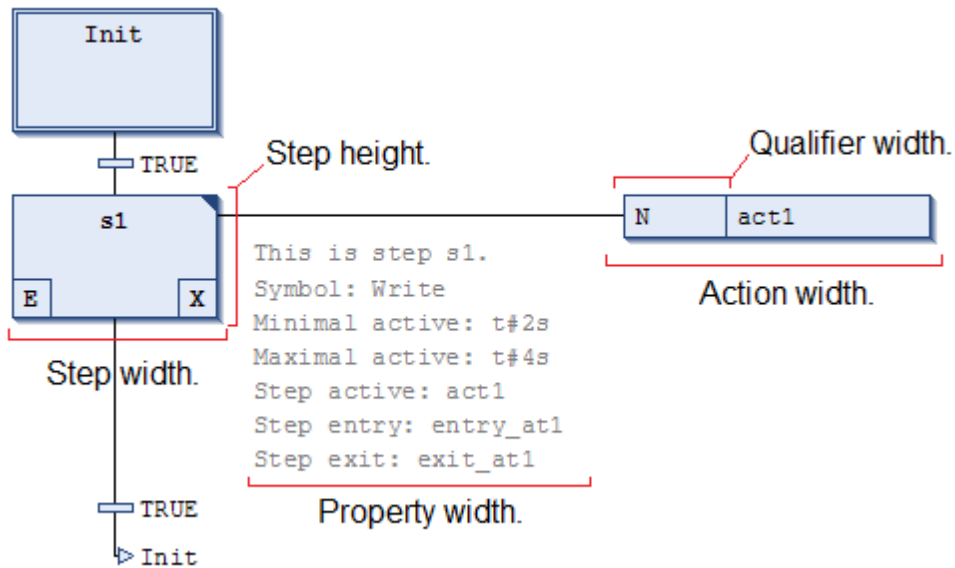 Init
TRUE
Step height.
Qualifier width.
s1
N
act1
This is step s1.
Symbol: Write
E
X
Action width.
Minimal active: t#2s
Maximal active: t#4s
Step width.
Step active: act1
Step entry: entry_at1
Step exit: exit_at1
TRUE
Property width.
Init